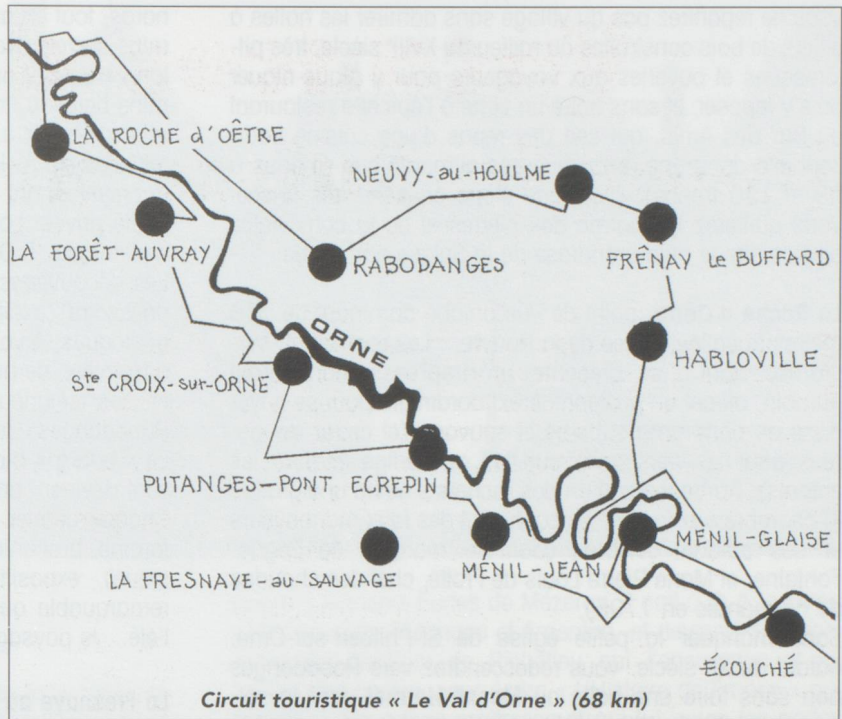 LA ROCHE d'OËTRE
NEUVY-au-HOULME
LA FORÊT-AUVRAY
RABODANGES
FRÊNAY Le BUFFARD
ORNE
Ste CROIX-sur-ORNE
HABLOVILLE
PUTANGES-PONT ECREPIN
MÉNIL-GLAISE
MÉNIL-JEAN
LA FRESNAYE-au-SAUVAGE
ÉCOUCHÉ
Circuit touristique « Le Val d'Orne » (68 km)